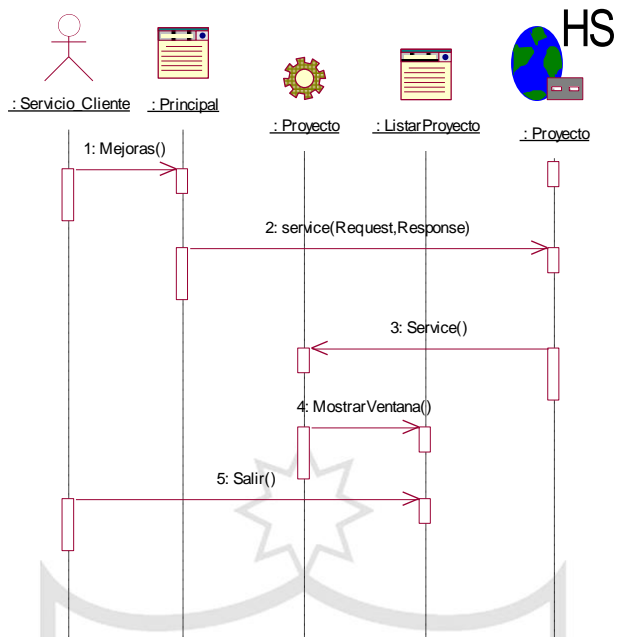 HS
: Servicio Cliente
: Principal
: Proyecto
: ListarProyecto
: Proyecto
1: Mejoras()
2: service(Request,Response)
3: Service()
4: MostrarVentana()
5: Salir()